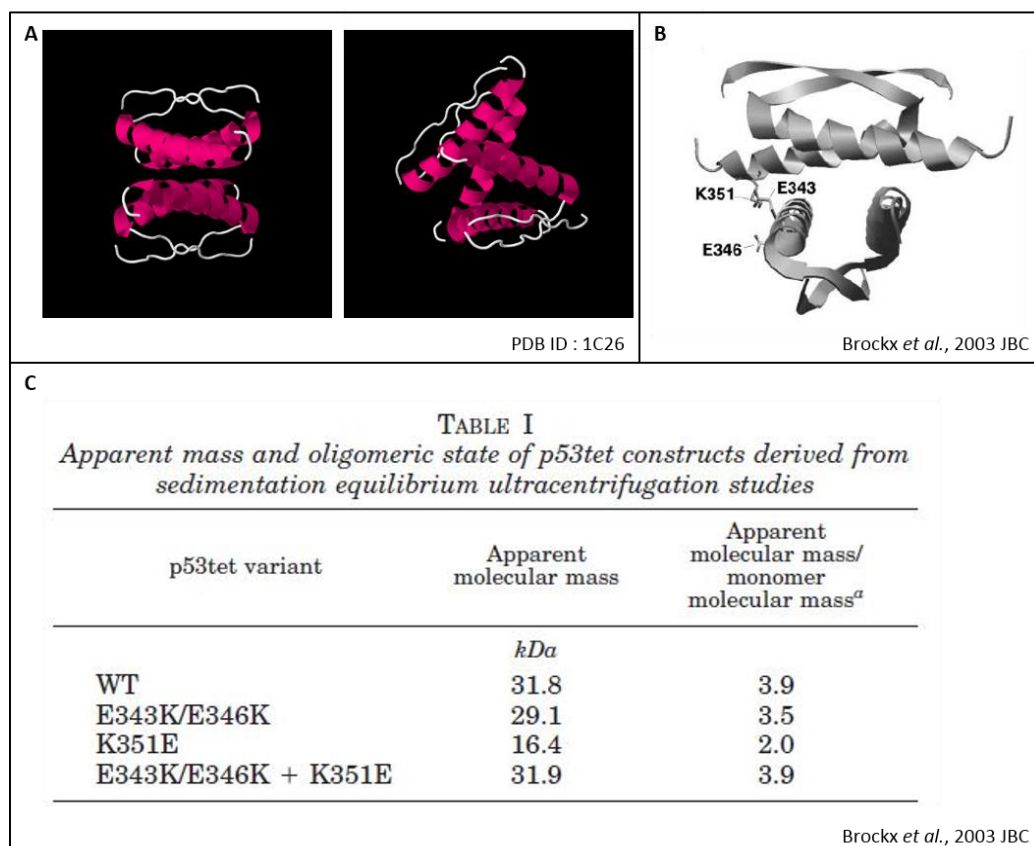 A
PDB ID : 1C26
B
K351
E343
E346
Brockx et al., 2003 JBC
C
TABLE I
Apparent mass and oligomeric state of p53tet constructs derived from
sedimentation equilibrium ultracentrifugation studies
p53tet variant
Apparent
molecular mass
Apparent
molecular mass/
monomer
molecular massᵃ
kDa
WT 31.8 3.9
E343K/E346K 29.1 3.5
K351E 16.4 2.0
E343K/E346K + K351E 31.9 3.9
Brockx et al., 2003 JBC